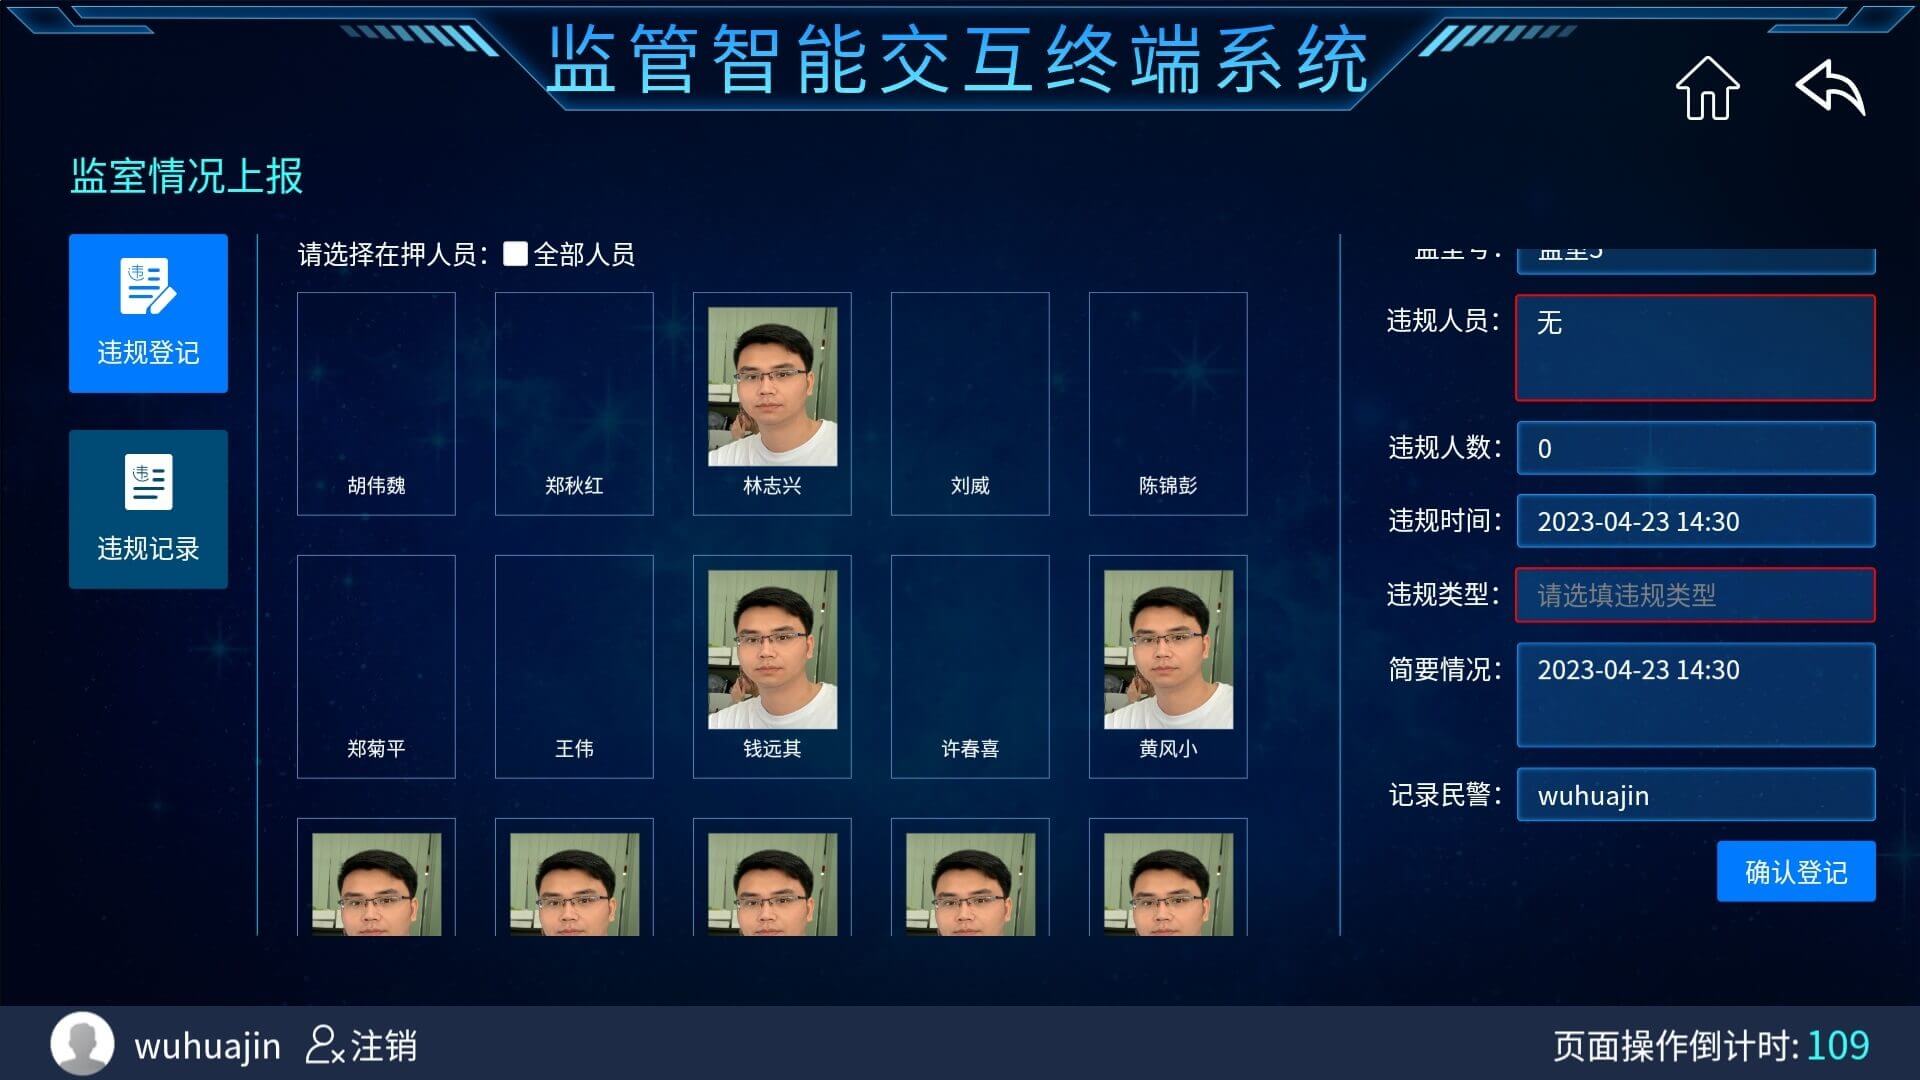 监管智能交互终端系统
监室情况上报
违规登记
违规记录
请选择在押人员： 全部人员
胡伟魏 郑秋红 林志兴 刘威 陈锦彭
郑菊平 王伟 钱远其 许春喜 黄风小
监室号： 监室5
违规人员： 无
违规人数： 0
违规时间： 2023-04-23 14:30
违规类型： 请选填违规类型
简要情况： 2023-04-23 14:30
记录民警： wuhuajin
确认登记
wuhuajin 注销
页面操作倒计时: 109